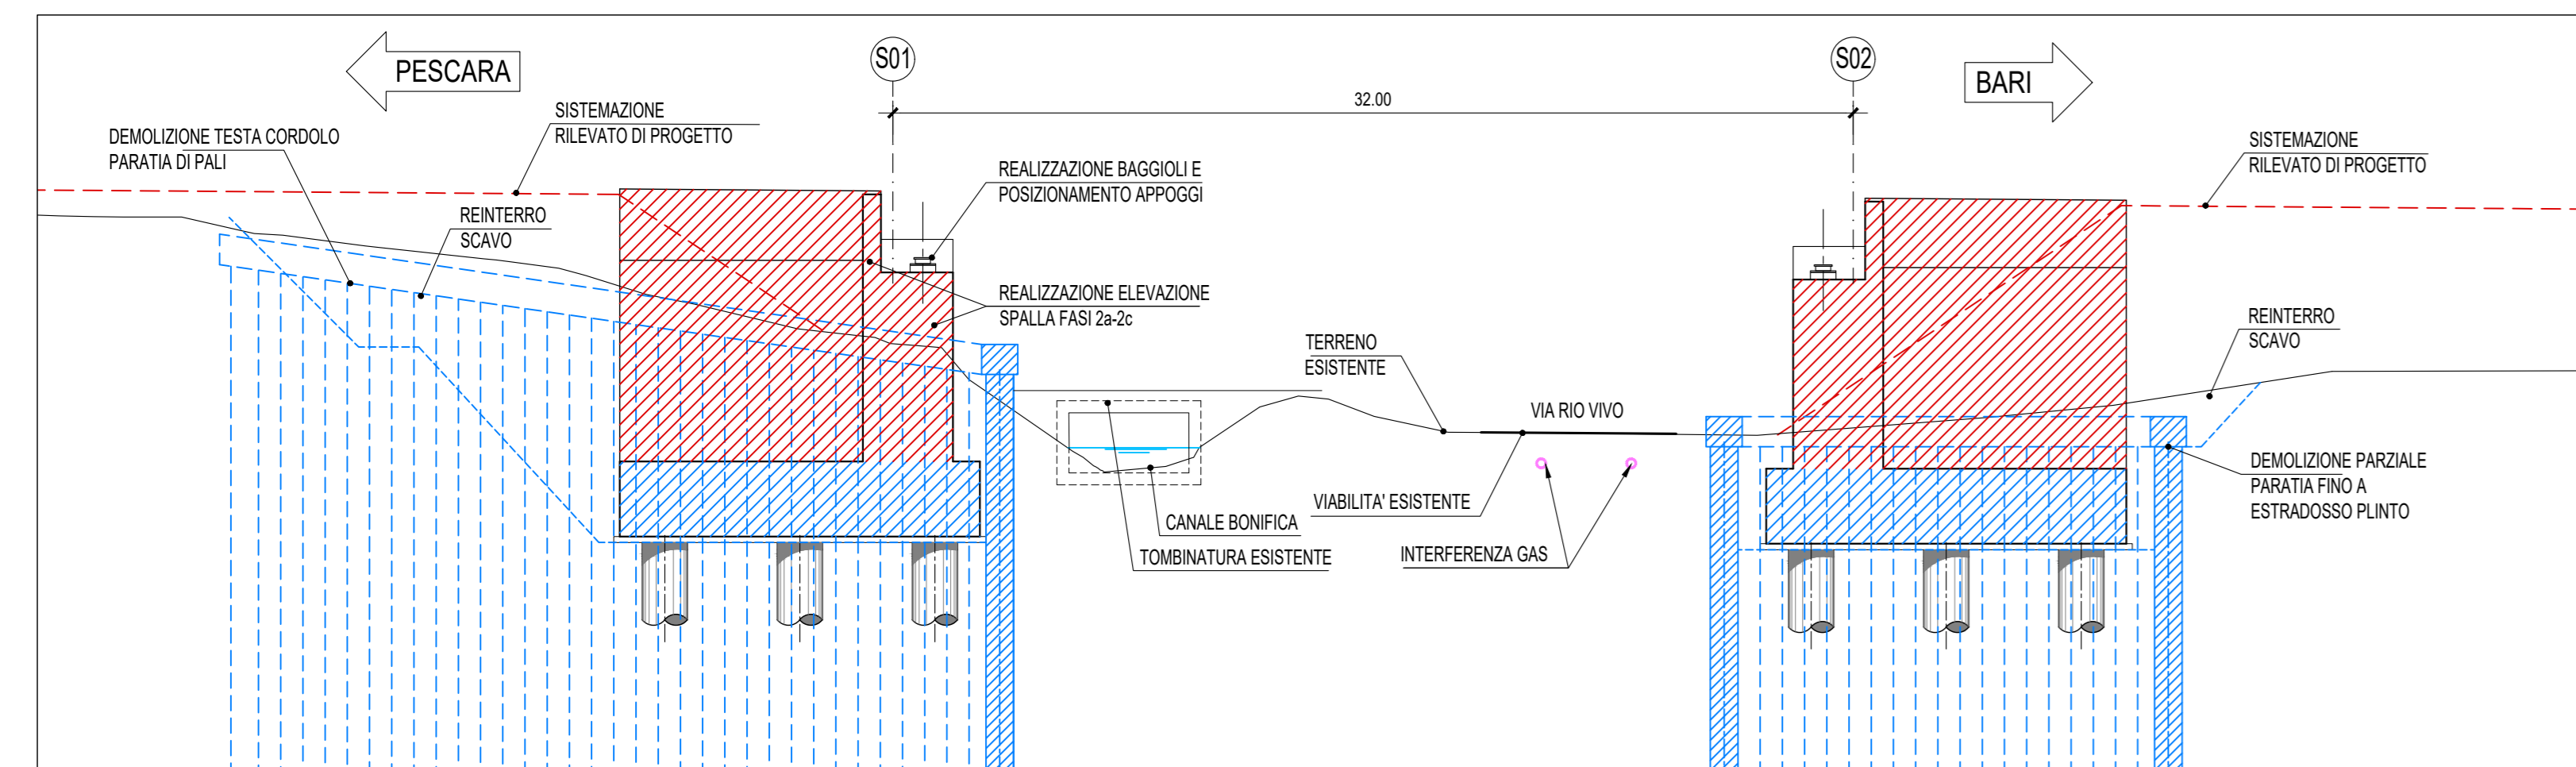 PESCARA
S01
S02
BARI
32.00
SISTEMAZIONE
RILEVATO DI PROGETTO
DEMOLIZIONE TESTA CORDOLO
PARATIA DI PALI
REINTERRO
SCAVO
REALIZZAZIONE BAGGIOLI E
POSIZIONAMENTO APPOGGI
REALIZZAZIONE ELEVAZIONE
SPALLA FASI 2a-2c
TERRENO
ESISTENTE
VIA RIO VIVO
VIABILITA' ESISTENTE
CANALE BONIFICA
TOMBINATURA ESISTENTE
INTERFERENZA GAS
SISTEMAZIONE
RILEVATO DI PROGETTO
REINTERRO
SCAVO
DEMOLIZIONE PARZIALE
PARATIA FINO A
ESTRADOSSO PLINTO